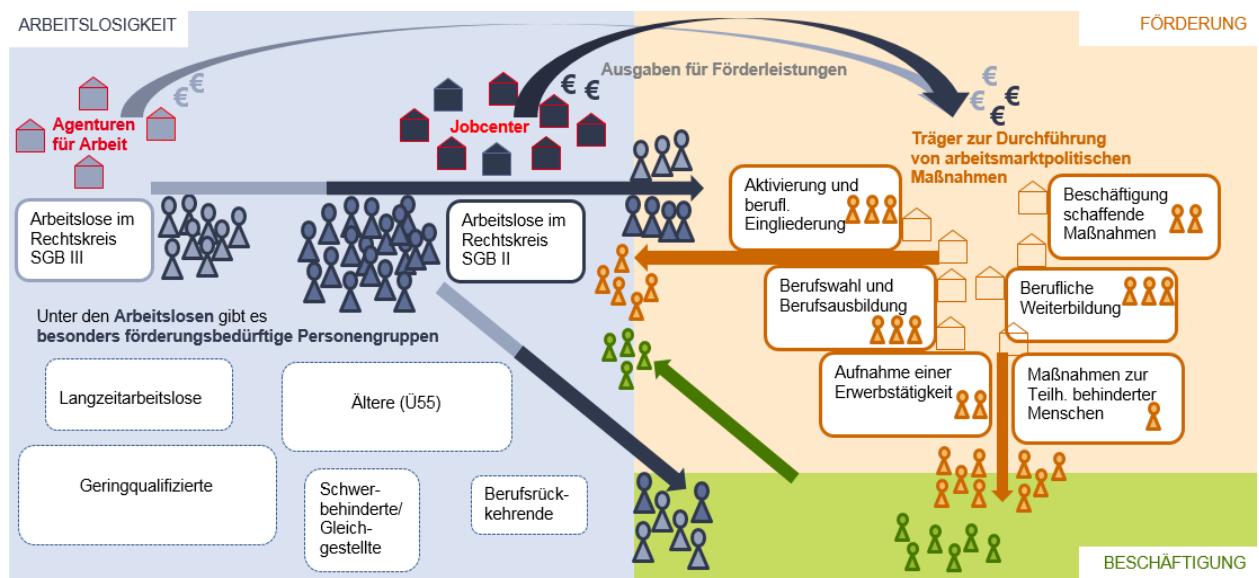 ARBEITSLOSIGKEIT
FÖRDERUNG
Ausgaben für Förderleistungen
€
€
€ €
€
€
€
€
Agenturen
für Arbeit
Jobcenter
Träger zur Durchführung
von arbeitsmarktpolitischen
Maßnahmen
Arbeitslose im
Rechtskreis
SGB III
Arbeitslose im
Rechtskreis
SGB II
Aktivierung und
berufl.
Eingliederung
Beschäftigung
schaffende
Maßnahmen
Berufswahl und
Berufsausbildung
Berufliche
Weiterbildung
Aufnahme einer
Erwerbstätigkeit
Maßnahmen zur
Teilh. behinderter
Menschen
Unter den Arbeitslosen gibt es
besonders förderungsbedürftige Personengruppen
Langzeitarbeitslose
Ältere (Ü55)
Geringqualifizierte
Schwer-
behinderte/
Gleich-
gestellte
Berufsrück-
kehrende
BESCHÄFTIGUNG